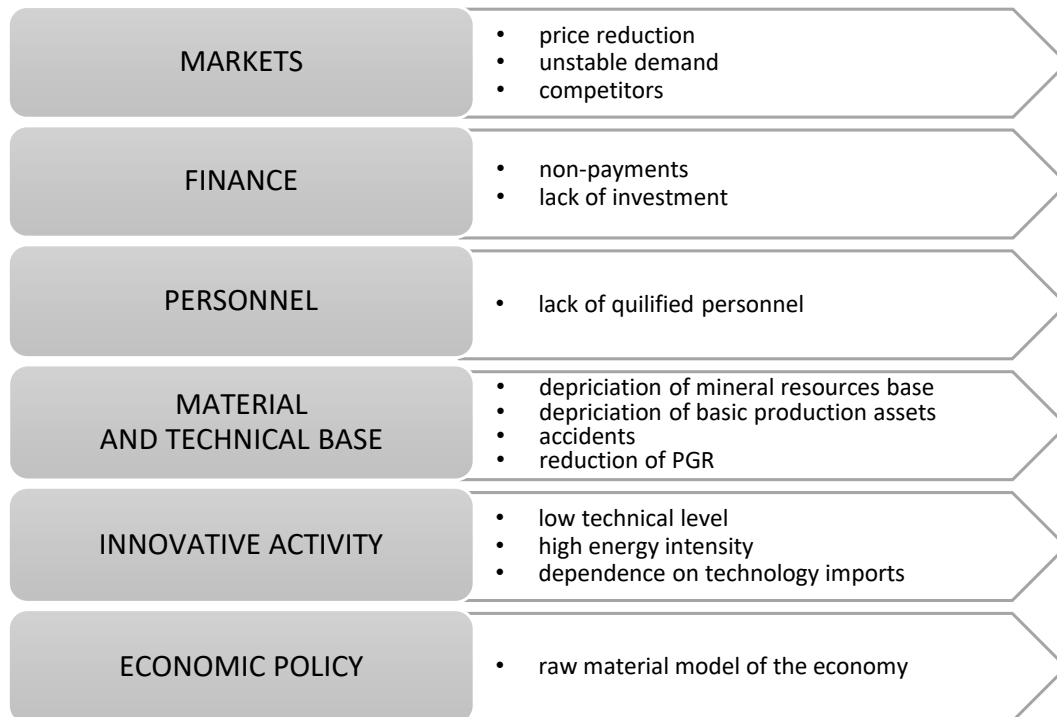 MARKETS
• price reduction
• unstable demand
• competitors
FINANCE
• non-payments
• lack of investment
PERSONNEL
• lack of quilified personnel
MATERIAL
AND TECHNICAL BASE
• depriciation of mineral resources base
• depriciation of basic production assets
• accidents
• reduction of PGR
INNOVATIVE ACTIVITY
• low technical level
• high energy intensity
• dependence on technology imports
ECONOMIC POLICY
• raw material model of the economy